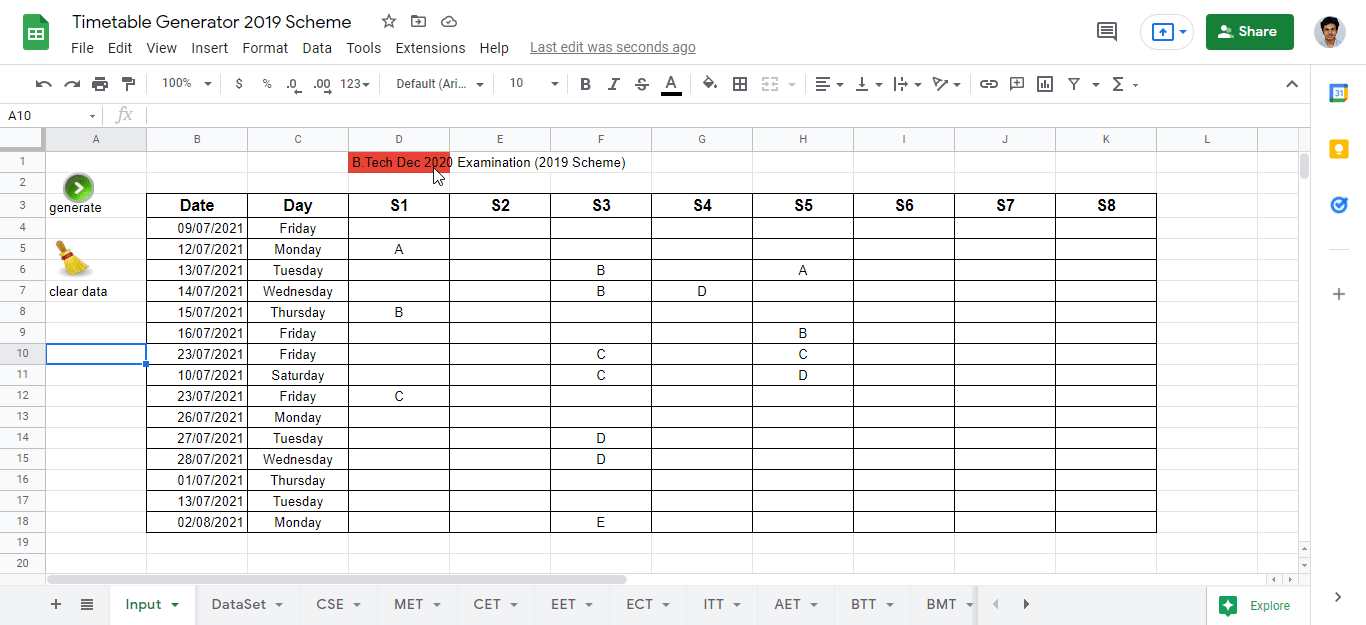 Timetable Generator 2019 Scheme
File Edit View Insert Format Data Tools Extensions Help Last edit was seconds ago
Share
100% $ % .0 .00 123 Default (Ari... 10 B I S A
31
A10 fx
A B C D E F G H I J K L
1 B.Tech Dec 2020 Examination (2019 Scheme)
2
generate
3 Date Day S1 S2 S3 S4 S5 S6 S7 S8
4 09/07/2021 Friday
5 12/07/2021 Monday A
6 13/07/2021 Tuesday B A
7 clear data 14/07/2021 Wednesday B D
8 15/07/2021 Thursday B
9 16/07/2021 Friday B
10 23/07/2021 Friday C C
11 10/07/2021 Saturday C D
12 23/07/2021 Friday C
13 26/07/2021 Monday
14 27/07/2021 Tuesday D
15 28/07/2021 Wednesday D
16 01/07/2021 Thursday
17 13/07/2021 Tuesday
18 02/08/2021 Monday E
19
20
Input DataSet CSE MET CET EET ECT ITT AET BTT BMT Explore